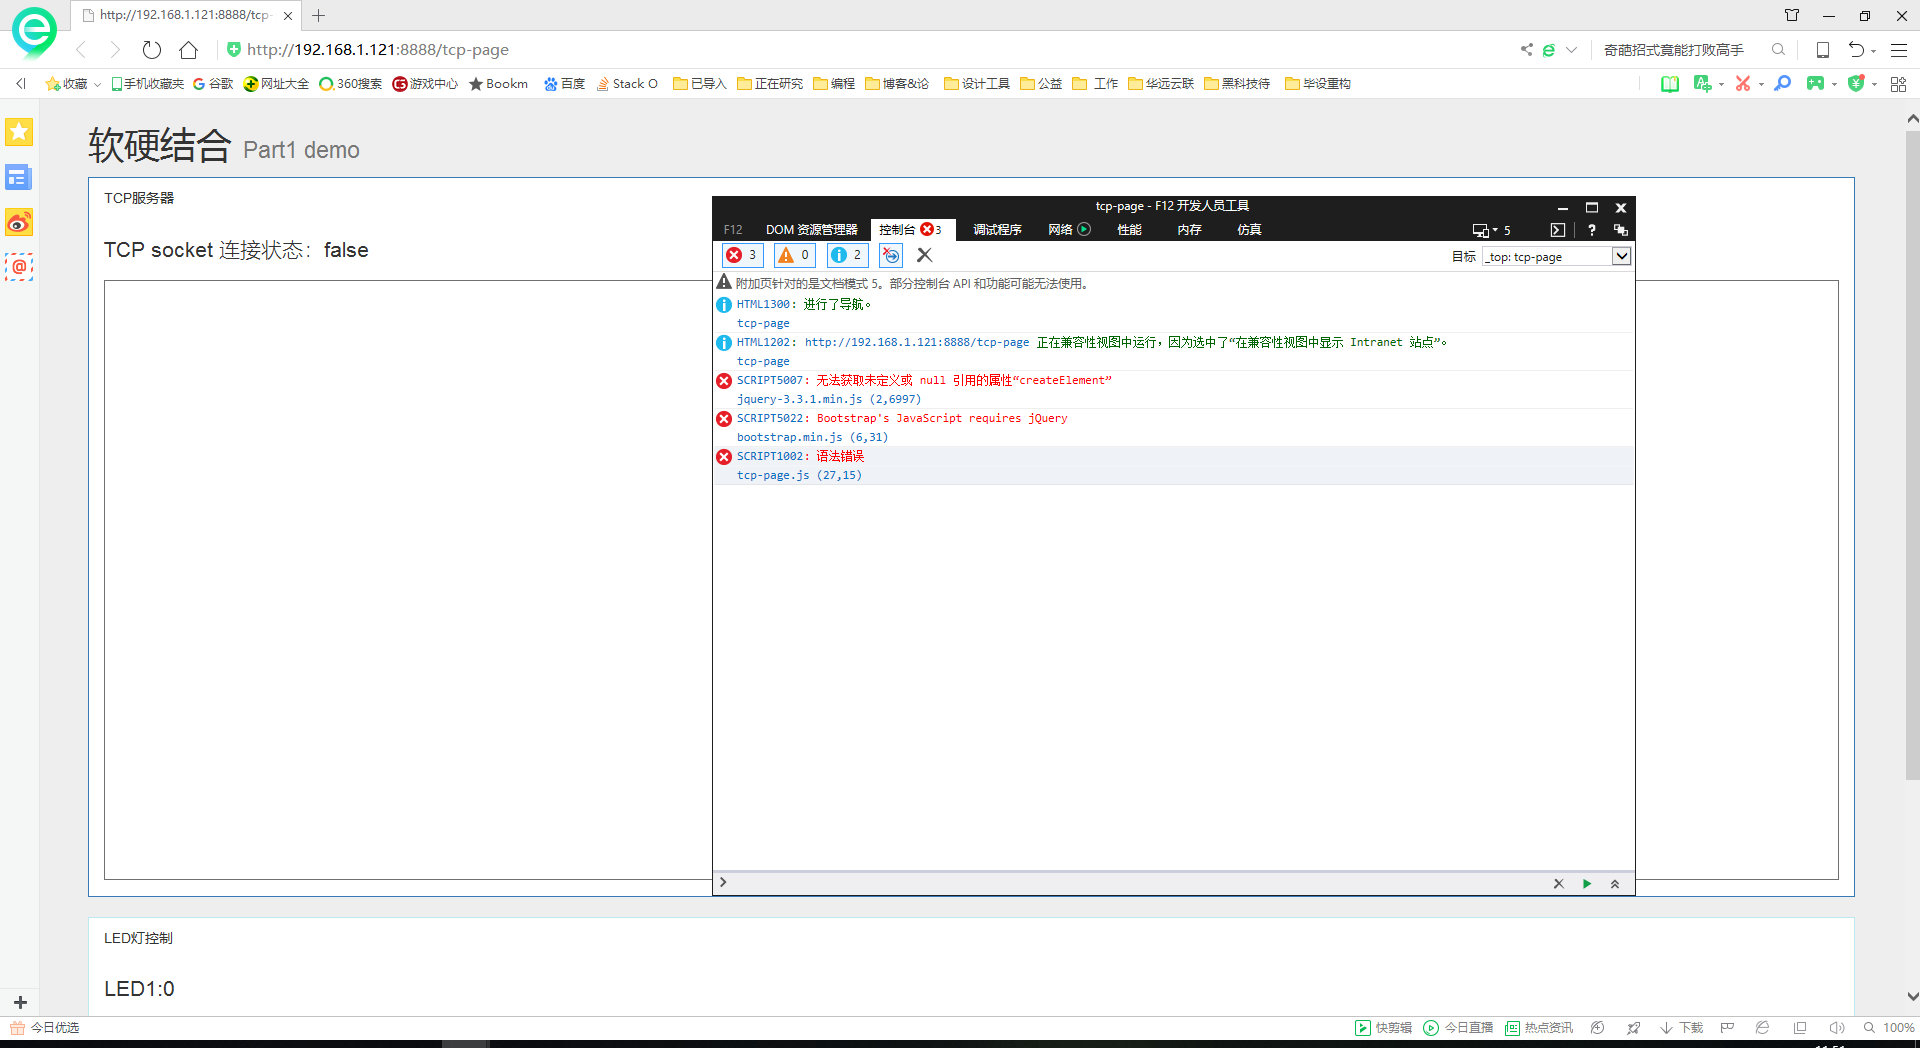 http://192.168.1.121:8888/tcp-
http://192.168.1.121:8888/tcp-page
奇葩招式竟能打败高手
收藏 手机收藏夹 谷歌 网址大全 360搜索 游戏中心 Bookm 百度 Stack O 已导入 正在研究 编程 博客&论 设计工具 公益 工作 华远云联 黑科技待 毕设重构
软硬结合 Part1 demo
TCP服务器
TCP socket 连接状态：false
tcp-page - F12 开发人员工具
F12 DOM 资源管理器 控制台 3 调试程序 网络 性能 内存 仿真 5
3 0 2 目标 _top: tcp-page
附加页针对的是文档模式 5。部分控制台 API 和功能可能无法使用。
HTML1300: 进行了导航。
tcp-page
HTML1202: http://192.168.1.121:8888/tcp-page 正在兼容性视图中运行，因为选中了“在兼容性视图中显示 Intranet 站点”。
tcp-page
SCRIPT5007: 无法获取未定义或 null 引用的属性“createElement”
jquery-3.3.1.min.js (2,6997)
SCRIPT5022: Bootstrap's JavaScript requires jQuery
bootstrap.min.js (6,31)
SCRIPT1002: 语法错误
tcp-page.js (27,15)
LED灯控制
LED1:0
今日优选 快剪辑 今日直播 热点资讯 下载 100%